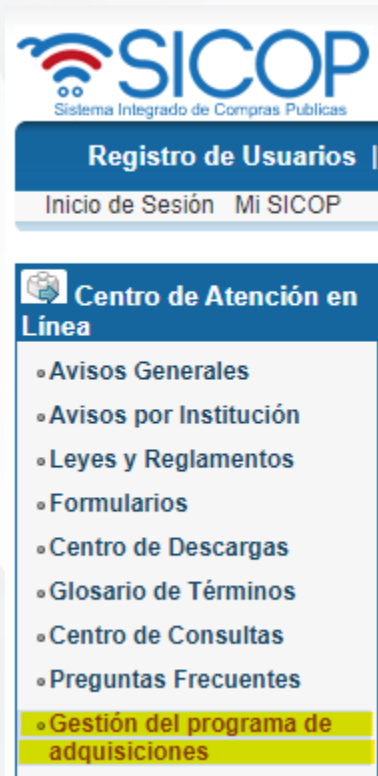 SICOP
Sistema Integrado de Compras Publicas
Registro de Usuarios |
Inicio de Sesión Mi SICOP
Centro de Atención en
Línea
Avisos Generales
Avisos por Institución
Leyes y Reglamentos
Formularios
Centro de Descargas
Glosario de Términos
Centro de Consultas
Preguntas Frecuentes
Gestión del programa de
adquisiciones